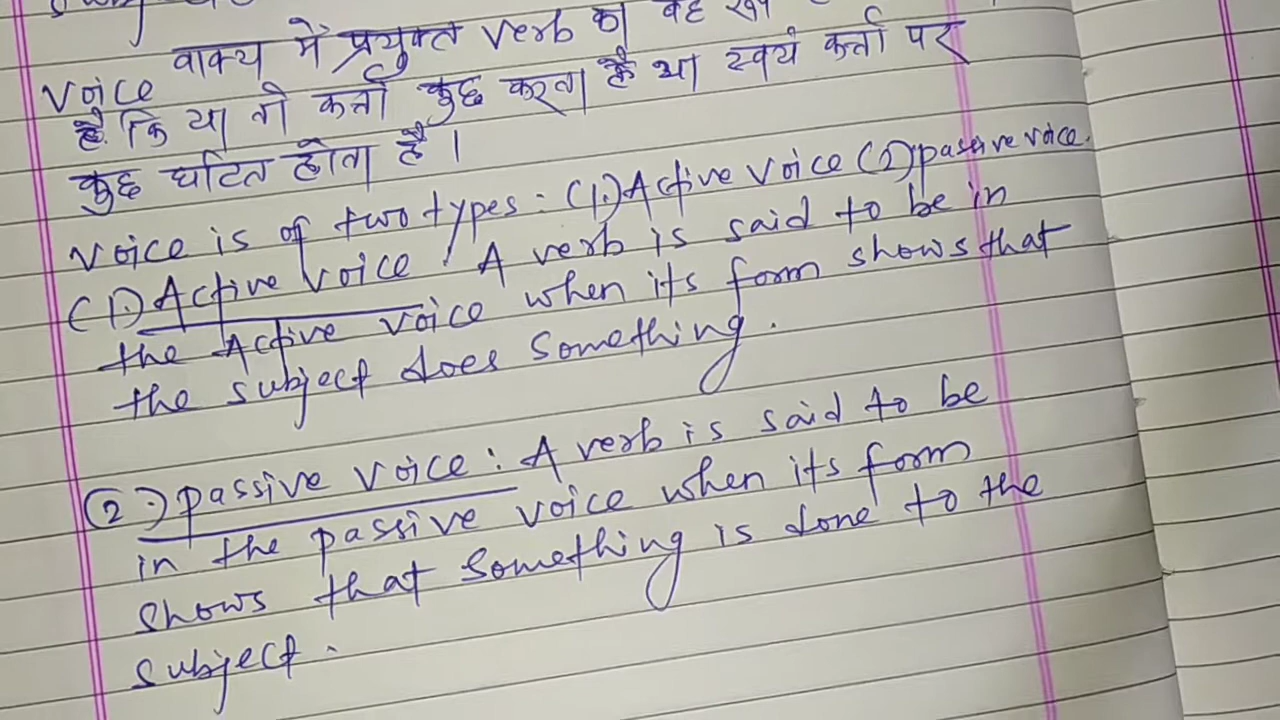 Voice वाक्य में प्रयुक्त verb का वह रूप
है कि या तो कर्त्ता कुछ करता है या स्वयं कर्त्ता पर
कुछ घटित होता है।
Voice is of two types: (1.) Active Voice (2) passive voice.
(1.) Active Voice: A verb is said to be in
the Active voice when its form shows that
the subject does something.
(2.) passive voice: A verb is said to be
in the passive voice when its form
shows that something is done to the
subject.